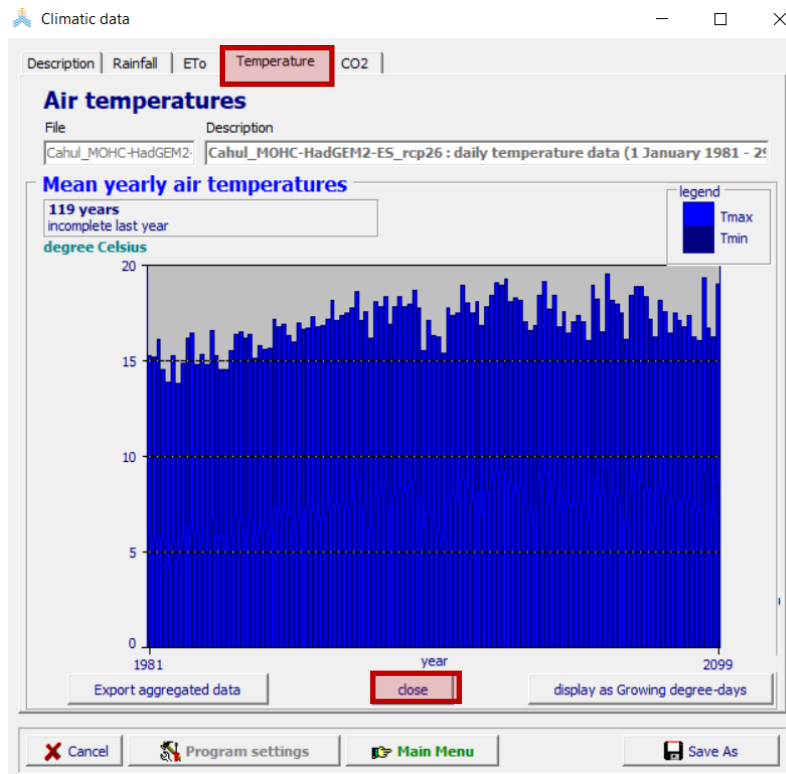 Climatic data
Description Rainfall ETo Temperature CO2
Air temperatures
File Description
Cahul_MOHC-HadGEM2- Cahul_MOHC-HadGEM2-ES_rcp26 : daily temperature data (1 January 1981 - 29
Mean yearly air temperatures
legend
Tmax
Tmin
119 years
incomplete last year
degree Celsius
20
15
10
5
0
1981 year 2099
Export aggregated data close display as Growing degree-days
Cancel Program settings Main Menu Save As